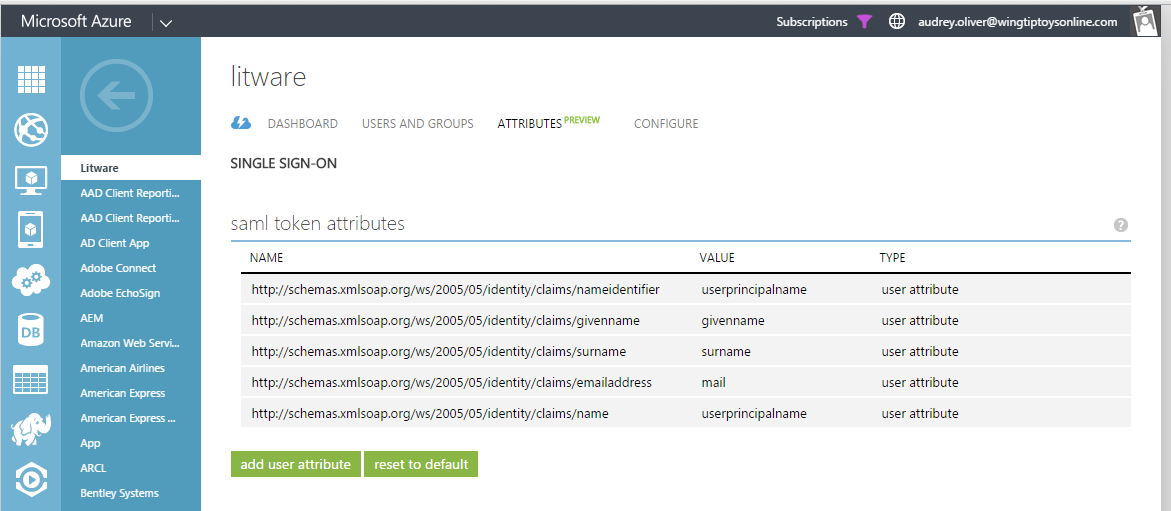 Microsoft Azure
Subscriptions audrey.oliver@wingtiptoysonline.com
litware
DASHBOARD USERS AND GROUPS ATTRIBUTES PREVIEW CONFIGURE
SINGLE SIGN-ON
Litware
AAD Client Reporti...
AAD Client Reporti...
AD Client App
Adobe Connect
Adobe EchoSign
AEM
Amazon Web Servi...
American Airlines
American Express
American Express ...
App
ARCL
Bentley Systems
DB
saml token attributes ?
NAME VALUE TYPE
http://schemas.xmlsoap.org/ws/2005/05/identity/claims/nameidentifier userprincipalname user attribute
http://schemas.xmlsoap.org/ws/2005/05/identity/claims/givenname givenname user attribute
http://schemas.xmlsoap.org/ws/2005/05/identity/claims/surname surname user attribute
http://schemas.xmlsoap.org/ws/2005/05/identity/claims/emailaddress mail user attribute
http://schemas.xmlsoap.org/ws/2005/05/identity/claims/name userprincipalname user attribute
add user attribute reset to default